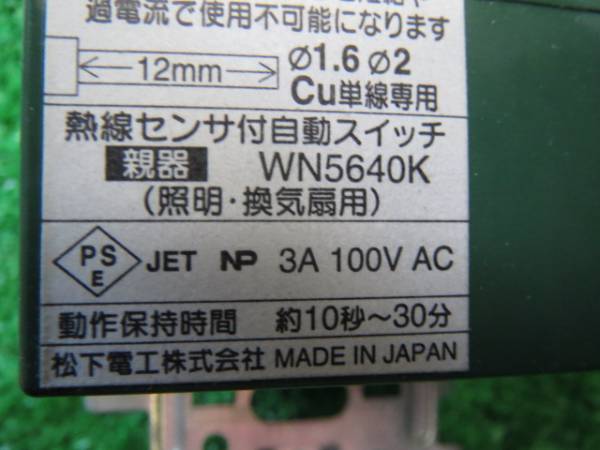 過電流で使用不可能になります
12mm
Ø1.6 Ø2
Cu単線専用
熱線センサ付自動スイッチ
親器 WN5640K
(照明・換気扇用)
PSE JET NP 3A 100V AC
動作保持時間 約10秒～30分
松下電工株式会社 MADE IN JAPAN